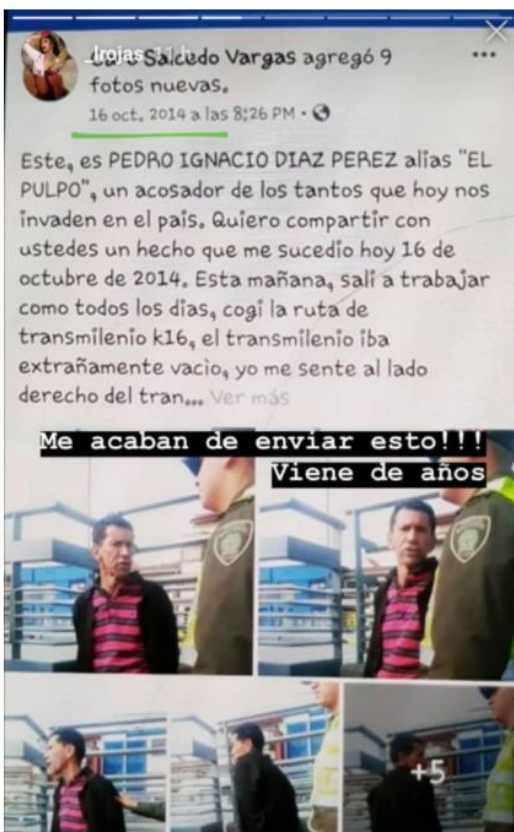 _lrojas 11 h
Salcedo Vargas agregó 9
fotos nuevas.
16 oct. 2014 a las 8:26 PM •
Este, es PEDRO IGNACIO DIAZ PEREZ alias "EL
PULPO", un acosador de los tantos que hoy nos
invaden en el pais. Quiero compartir con
ustedes un hecho que me sucedio hoy 16 de
octubre de 2014. Esta mañana, sali a trabajar
como todos los dias, cogi la ruta de
transmilenio k16, el transmilenio iba
extrañamente vacio, yo me sente al lado
derecho del tran... Ver más
Me acaban de enviar esto!!!
Viene de años
+5